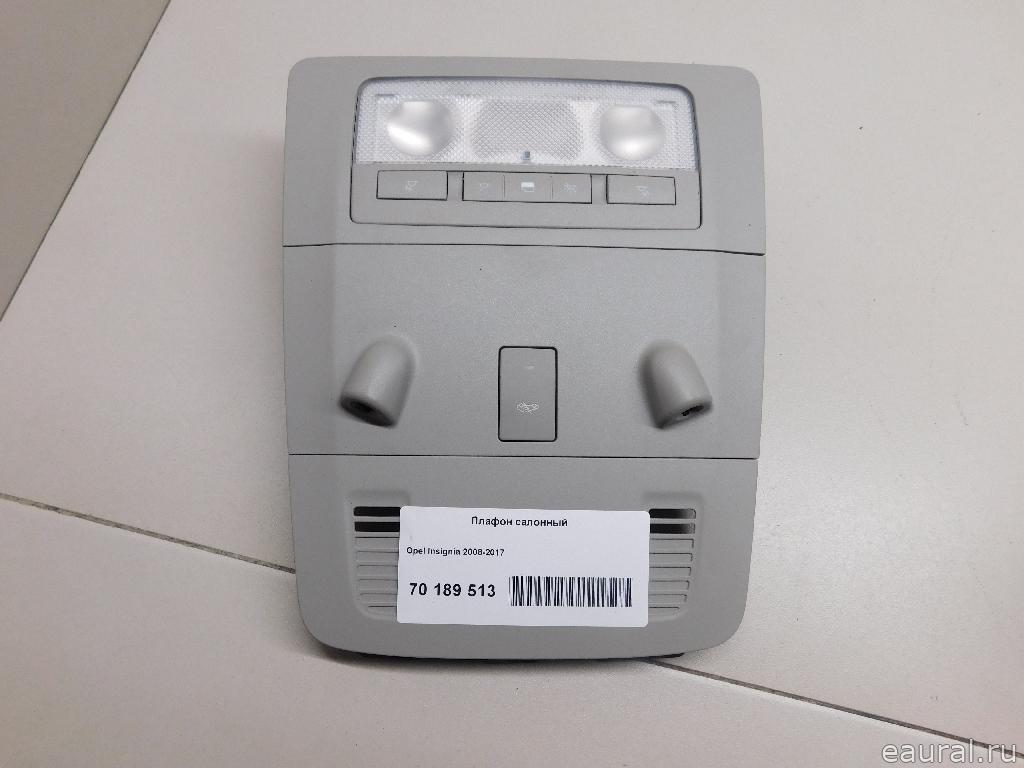 Плафон салонный
Opel Insignia 2008-2017
70 189 513
eaural.ru